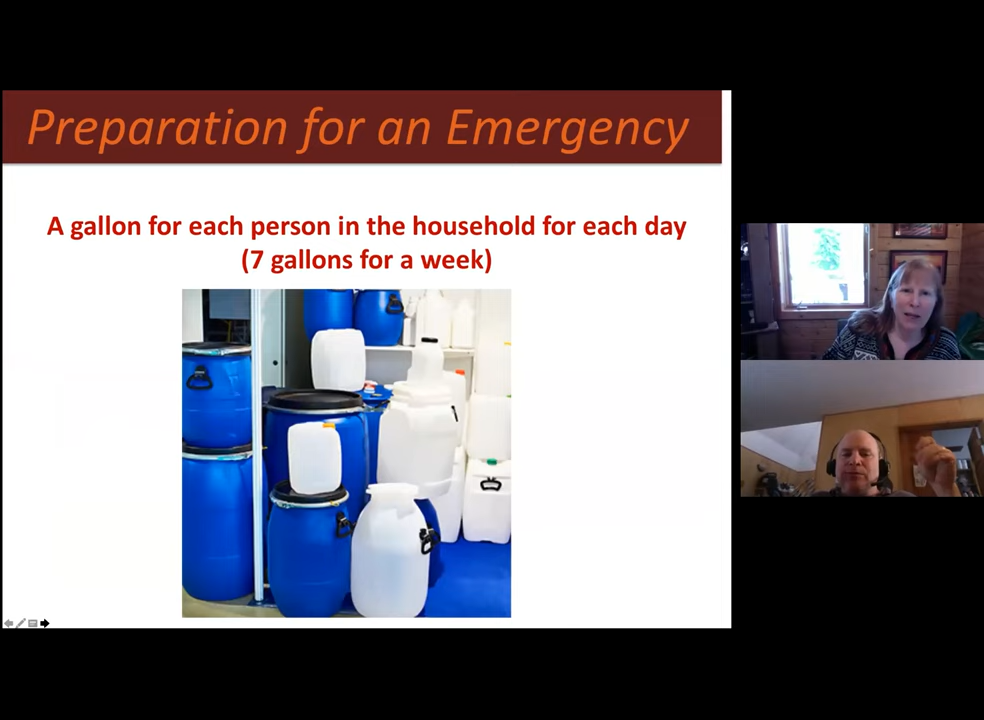 Preparation for an Emergency
A gallon for each person in the household for each day
(7 gallons for a week)